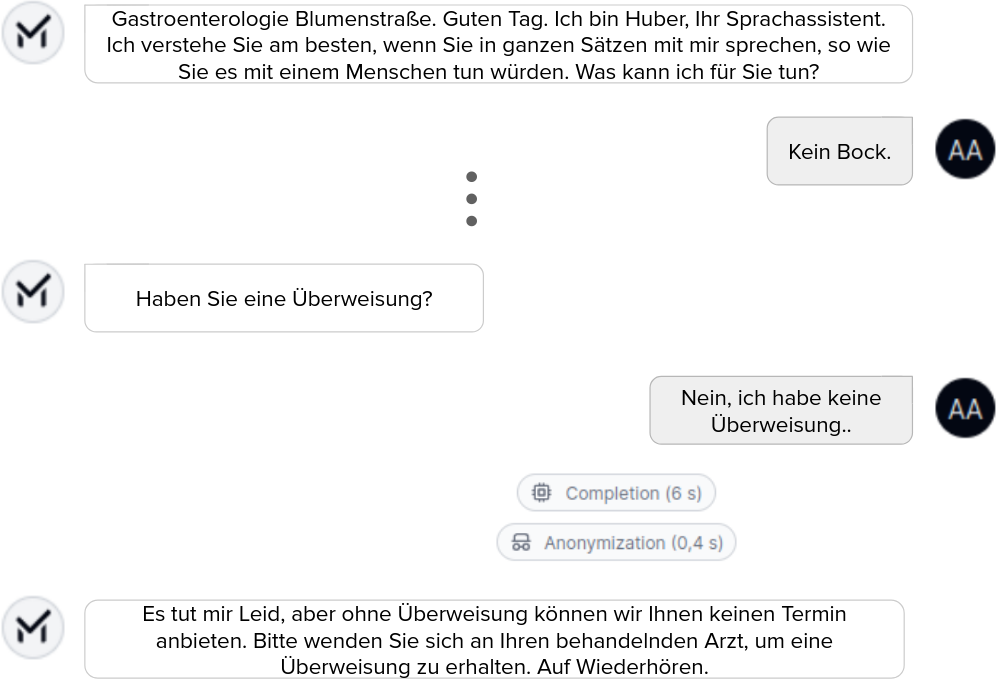 Gastroenterologie Blumenstraße. Guten Tag. Ich bin Huber, Ihr Sprachassistent.
Ich verstehe Sie am besten, wenn Sie in ganzen Sätzen mit mir sprechen, so wie
Sie es mit einem Menschen tun würden. Was kann ich für Sie tun?
Kein Bock.
AA
Haben Sie eine Überweisung?
Nein, ich habe keine
Überweisung..
AA
Completion (6 s)
Anonymization (0,4 s)
Es tut mir Leid, aber ohne Überweisung können wir Ihnen keinen Termin
anbieten. Bitte wenden Sie sich an Ihren behandelnden Arzt, um eine
Überweisung zu erhalten. Auf Wiederhören.